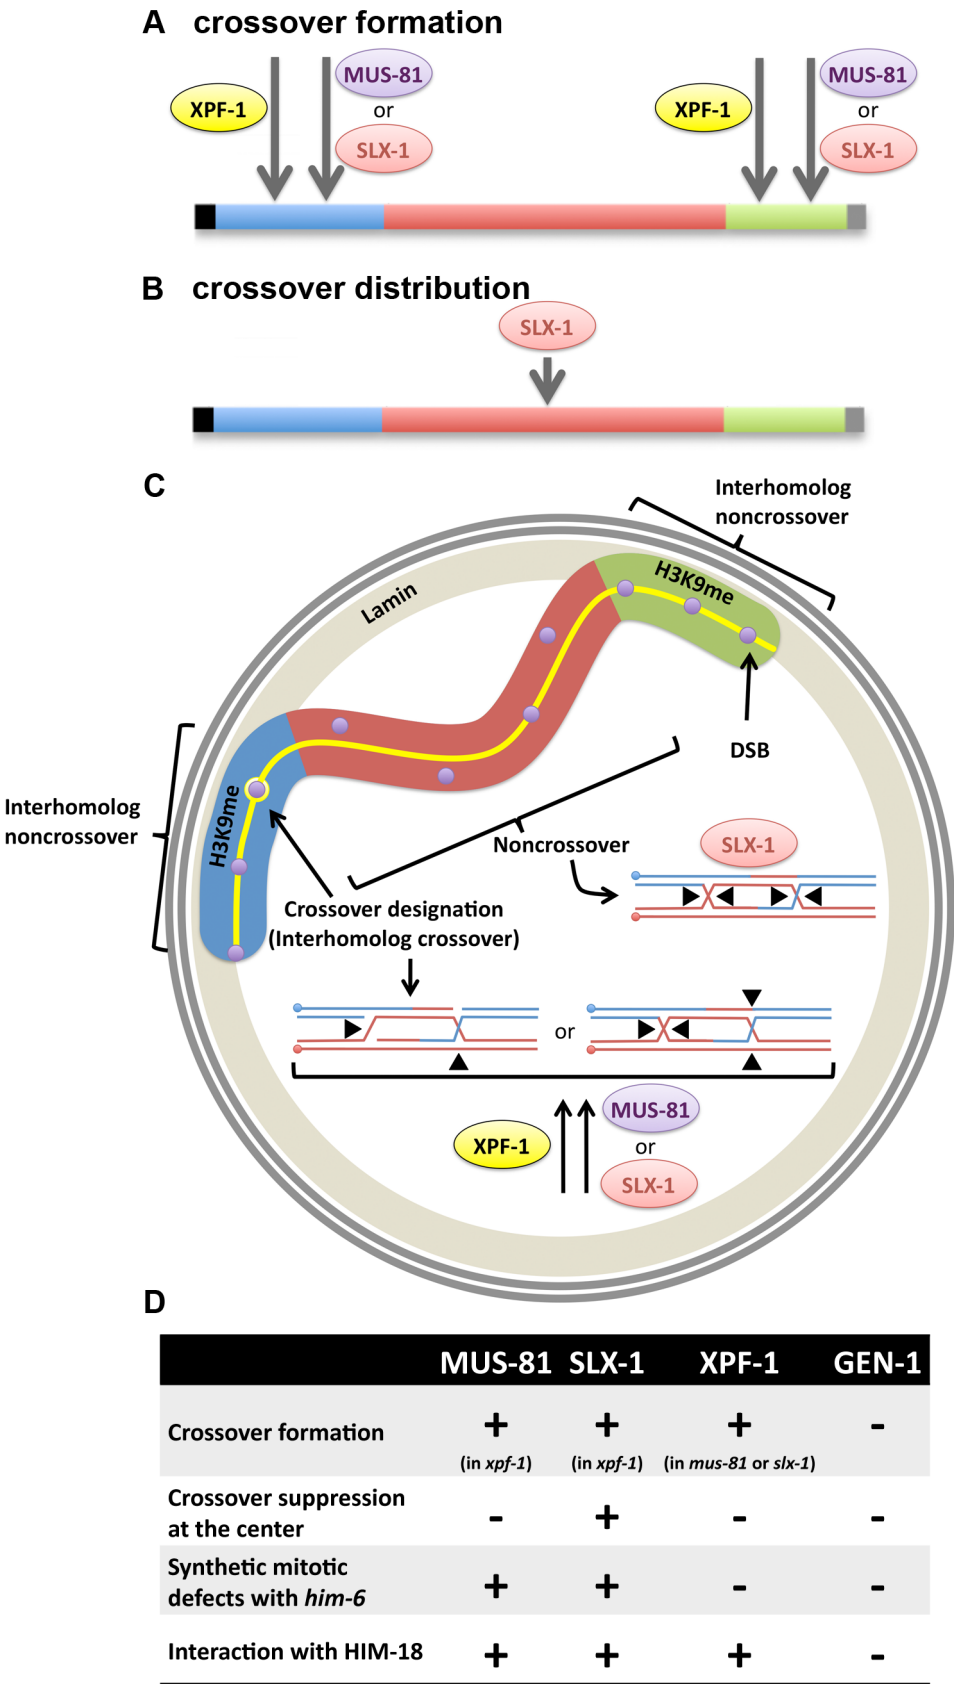 A crossover formation
XPF-1
MUS-81
or
SLX-1
XPF-1
MUS-81
or
SLX-1
B crossover distribution
SLX-1
C
Interhomolog
noncrossover
Lamin
H3K9me
DSB
Interhomolog
noncrossover
H3K9me
Noncrossover
SLX-1
Crossover designation
(Interhomolog crossover)
or
XPF-1
MUS-81
or
SLX-1
D
MUS-81 SLX-1 XPF-1 GEN-1
Crossover formation + + + -
(in xpf-1) (in xpf-1) (in mus-81 or slx-1)
Crossover suppression
at the center - + - -
Synthetic mitotic
defects with him-6 + + - -
Interaction with HIM-18 + + + -